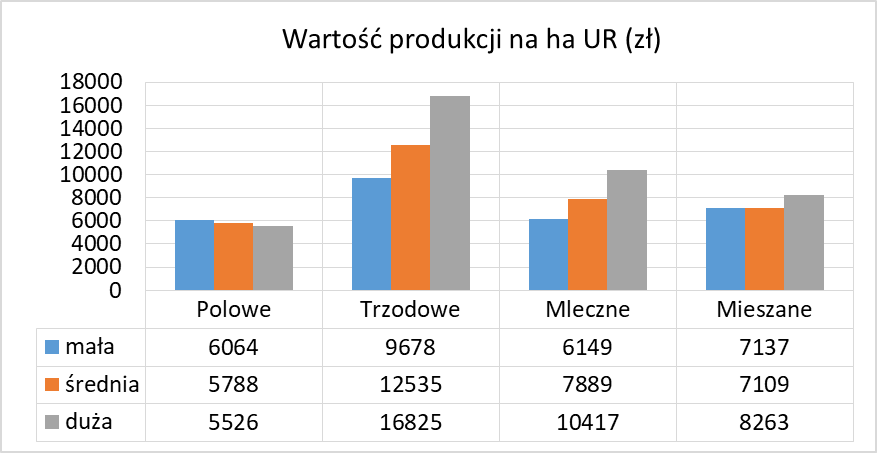 Wartość produkcji na ha UR (zł)
18000
16000
14000
12000
10000
8000
6000
4000
2000
0
Polowe Trzodowe Mleczne Mieszane
mała 6064 9678 6149 7137
średnia 5788 12535 7889 7109
duża 5526 16825 10417 8263